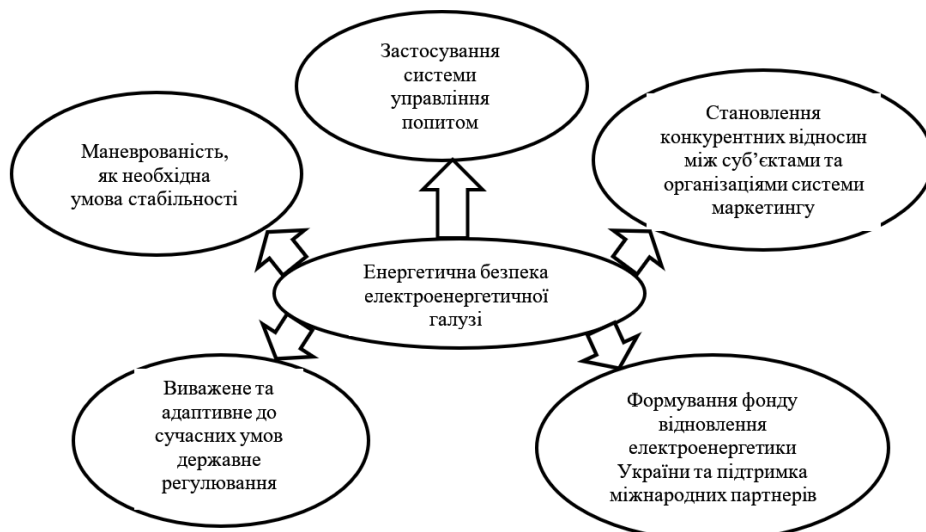 Застосування
системи
управління
попитом
Маневрованість,
як необхідна
умова стабільності
Становлення
конкурентних відносин
між суб’єктами та
організаціями системи
маркетингу
Енергетична безпека
електроенергетичної
галузі
Виважене та
адаптивне до
сучасних умов
державне
регулювання
Формування фонду
відновлення
електроенергетики
України та підтримка
міжнародних партнерів